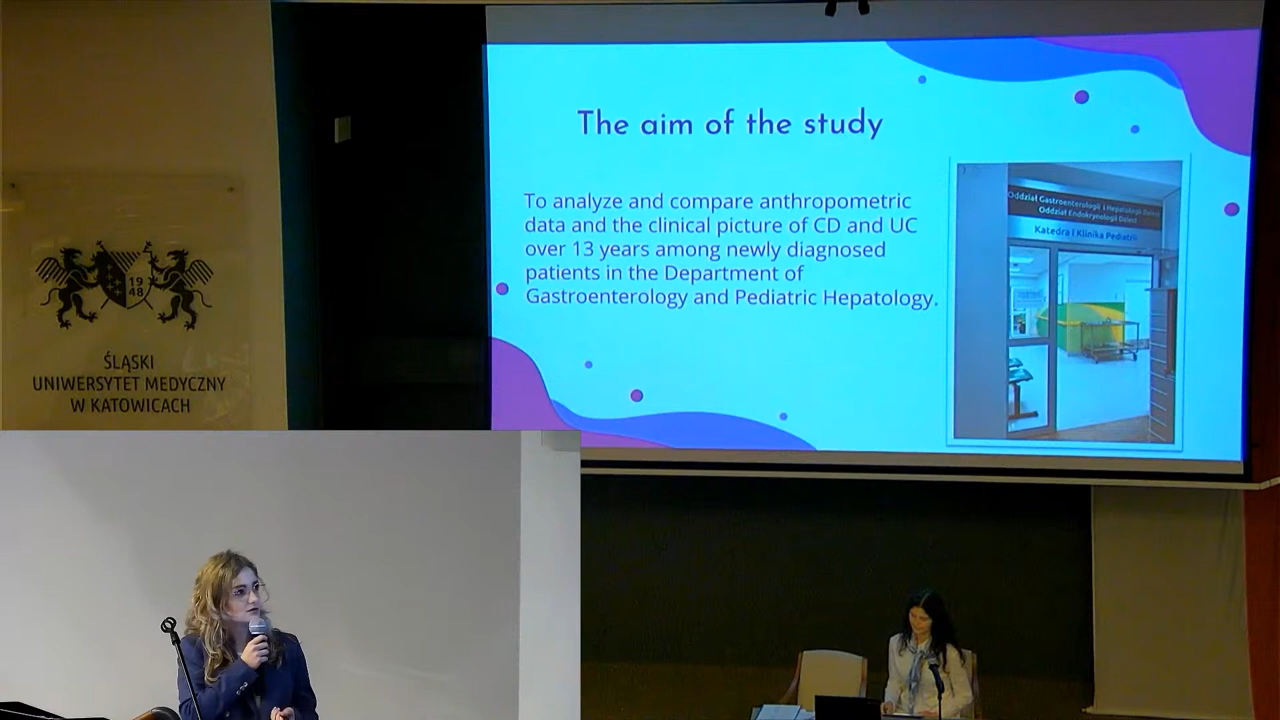 The aim of the study
To analyze and compare anthropometric
data and the clinical picture of CD and UC
over 13 years among newly diagnosed
patients in the Department of
Gastroenterology and Pediatric Hepatology.
Oddział Gastroenterologii i Hepatologii Dzieci
Oddział Endokrynologii Dzieci
Katedra i Klinika Pediatrii
19
48
ŚLĄSKI
UNIWERSYTET MEDYCZNY
W KATOWICACH